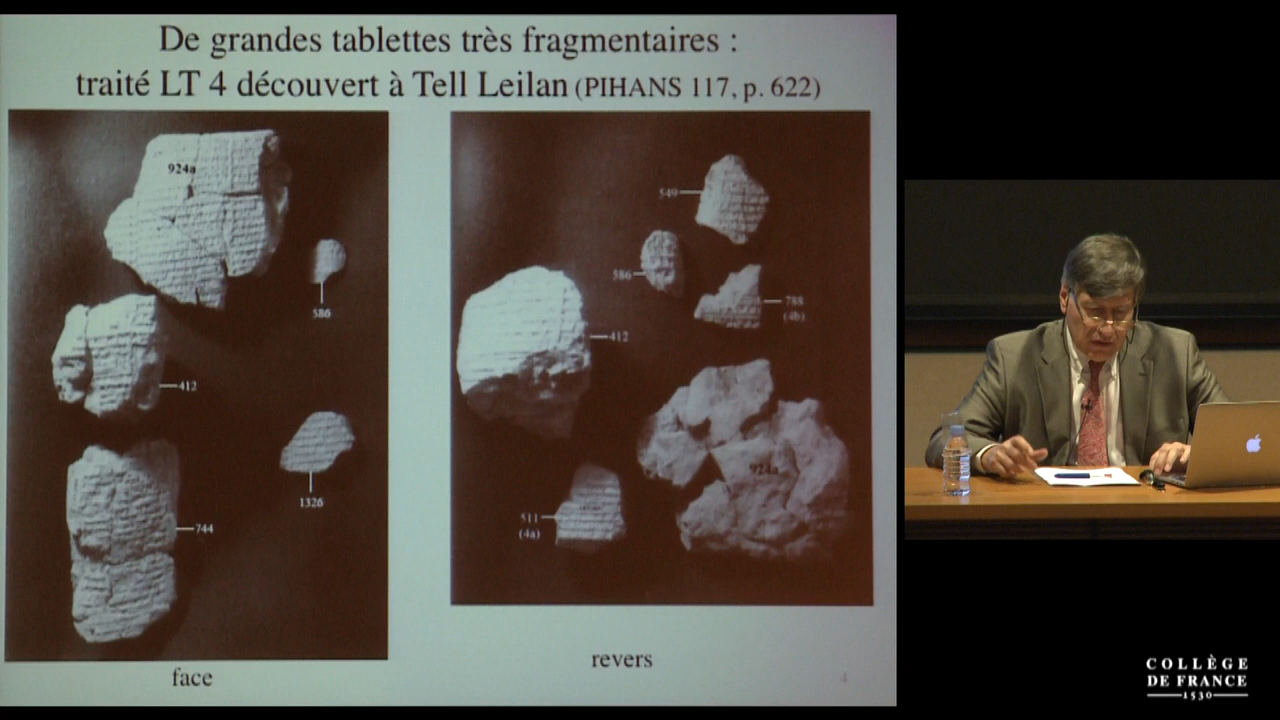 De grandes tablettes très fragmentaires :
traité LT 4 découvert à Tell Leilan (PIHANS 117, p. 622)
924a
586
412
1326
744
face
549
586
788
(4b)
412
924a
511
(4a)
revers
4
COLLÈGE
DE FRANCE
1530